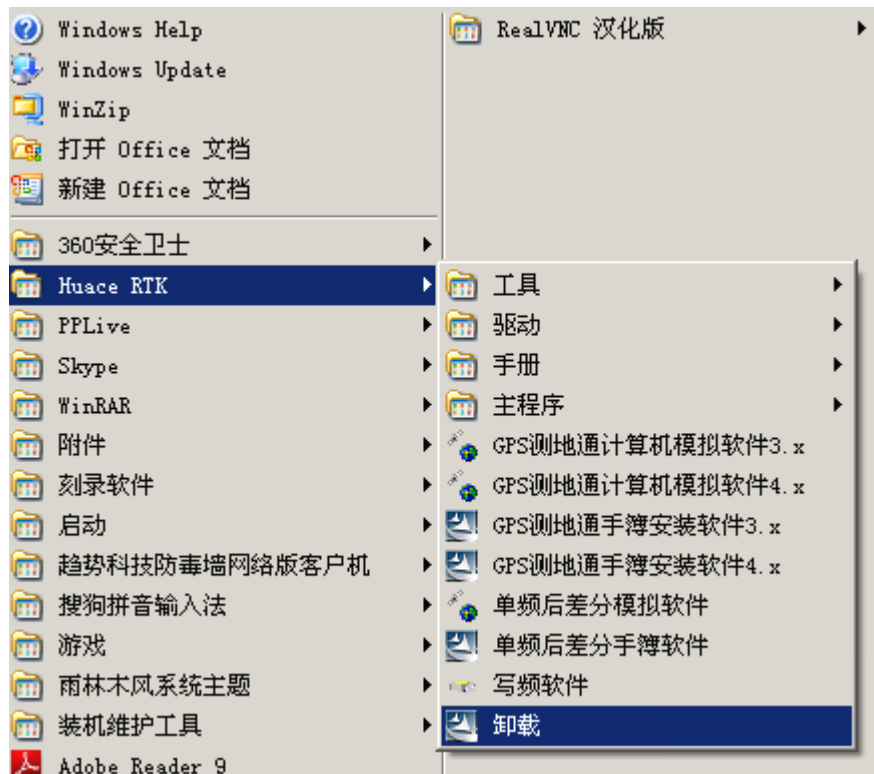 Windows Help
Windows Update
WinZip
打开 Office 文档
新建 Office 文档
360安全卫士
Huace RTK
PPLive
Skype
WinRAR
附件
刻录软件
启动
趋势科技防毒墙网络版客户机
搜狗拼音输入法
游戏
雨林木风系统主题
装机维护工具
Adobe Reader 9
RealVNC 汉化版
工具
驱动
手册
主程序
GPS测地通计算机模拟软件3.x
GPS测地通计算机模拟软件4.x
GPS测地通手簿安装软件3.x
GPS测地通手簿安装软件4.x
单频后差分模拟软件
单频后差分手簿软件
写频软件
卸载